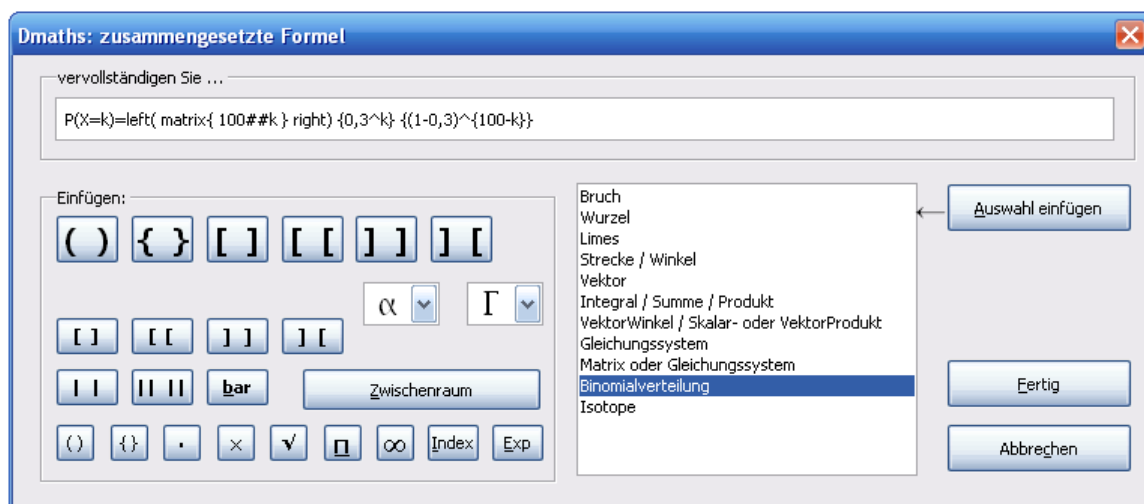 Dmaths: zusammengesetzte Formel
vervollständigen Sie ...
P(X=k)=left( matrix{ 100##k } right) {0,3^k} {(1-0,3)^{100-k}}
Einfügen:
( ) { } [ ] [ [ ] ] ] [
α Γ
[ ] [ [ ] ] ] [
| | || || bar Zwischenraum
() {} · × √ Π ∞ Index Exp
Bruch
Wurzel
Limes
Strecke / Winkel
Vektor
Integral / Summe / Produkt
VektorWinkel / Skalar- oder VektorProdukt
Gleichungssystem
Matrix oder Gleichungssystem
Binomialverteilung
Isotope
← Auswahl einfügen
Fertig
Abbrechen